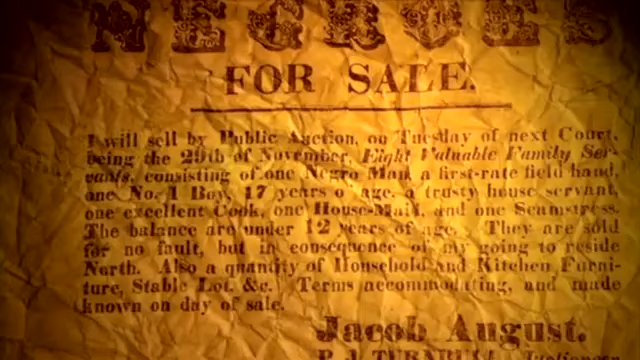 NEGROES
FOR SALE.
I will sell by Public Auction, on Tuesday of next Court,
being the 29th of November, Eight Valuable Family Ser-
vants, consisting of one Negro Man, a first-rate field hand,
one No. 1 Boy, 17 years o' age, a trusty house servant,
one excellent Cook, one House-Maid, and one Seamstress.
The balance are under 12 years of age. They are sold
for no fault, but in consequence of my going to reside
North. Also a quantity of Household and Kitchen Furni-
ture, Stable Lot, &c. Terms accommodating, and made
known on day of sale.
Jacob August.
P. J. TURNBULL, Auctioneer.